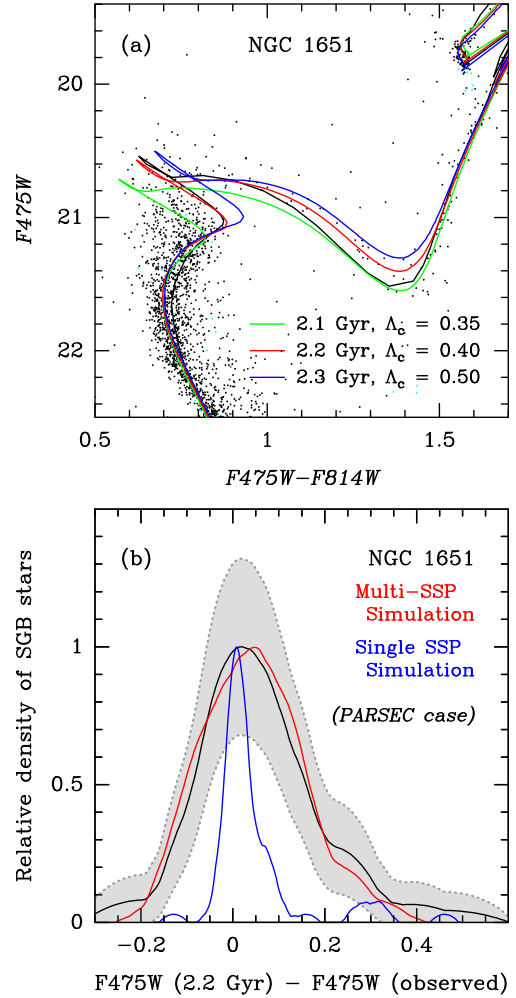 (a)
NGC 1651
20
21
22
F475W
2.1 Gyr, Λc = 0.35
2.2 Gyr, Λc = 0.40
2.3 Gyr, Λc = 0.50
0.5
1
1.5
F475W−F814W
(b)
NGC 1651
Multi−SSP
Simulation
Single SSP
Simulation
(PARSEC case)
1
0.5
0
Relative density of SGB stars
−0.2
0
0.2
0.4
F475W (2.2 Gyr) − F475W (observed)